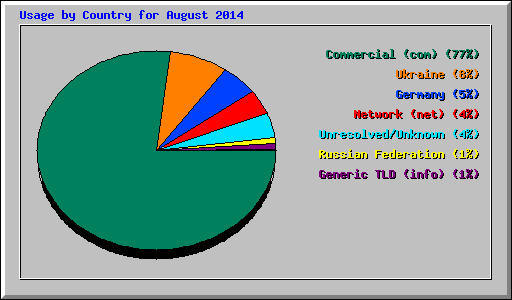 Usage by Country for August 2014
Commercial (com) (77%)
Ukraine (8%)
Germany (5%)
Network (net) (4%)
Unresolved/Unknown (4%)
Russian Federation (1%)
Generic TLD (info) (1%)